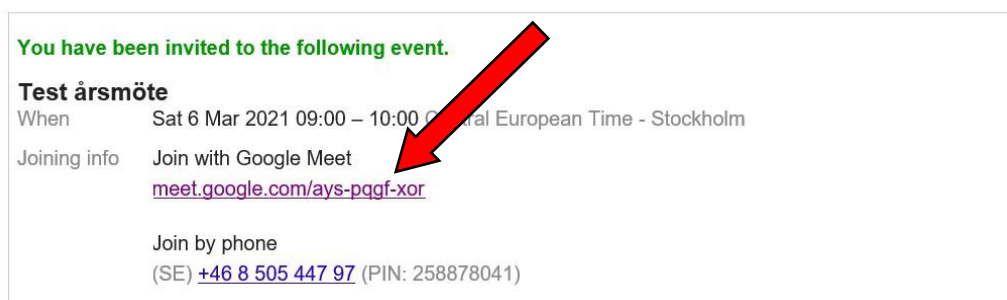 You have been invited to the following event.
Test årsmöte
When Sat 6 Mar 2021 09:00 – 10:00 Central European Time - Stockholm
Joining info Join with Google Meet
meet.google.com/ays-pqgf-xor
Join by phone
(SE) +46 8 505 447 97 (PIN: 258878041)